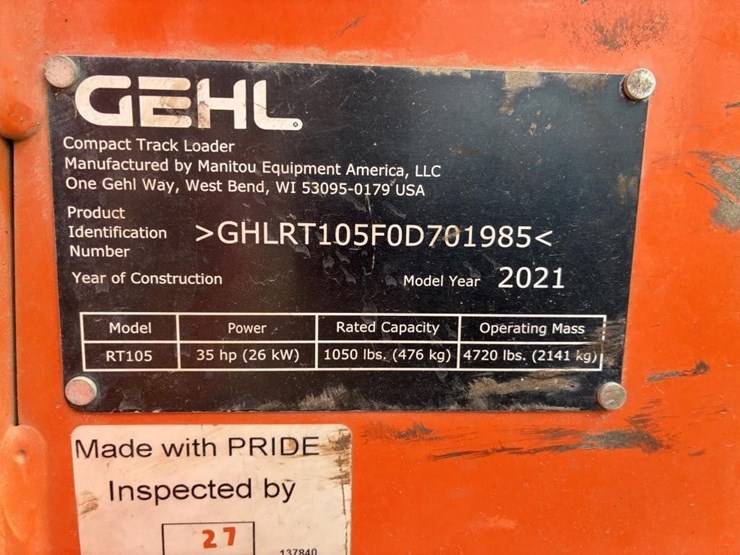 GEHL
Compact Track Loader
Manufactured by Manitou Equipment America, LLC
One Gehl Way, West Bend, WI 53095-0179 USA
Product
Identification >GHLRT105F0D701985<
Number
Year of Construction Model Year 2021
Model Power Rated Capacity Operating Mass
RT105 35 hp (26 kW) 1050 lbs. (476 kg) 4720 lbs. (2141 kg)
Made with PRIDE
Inspected by
27
137840